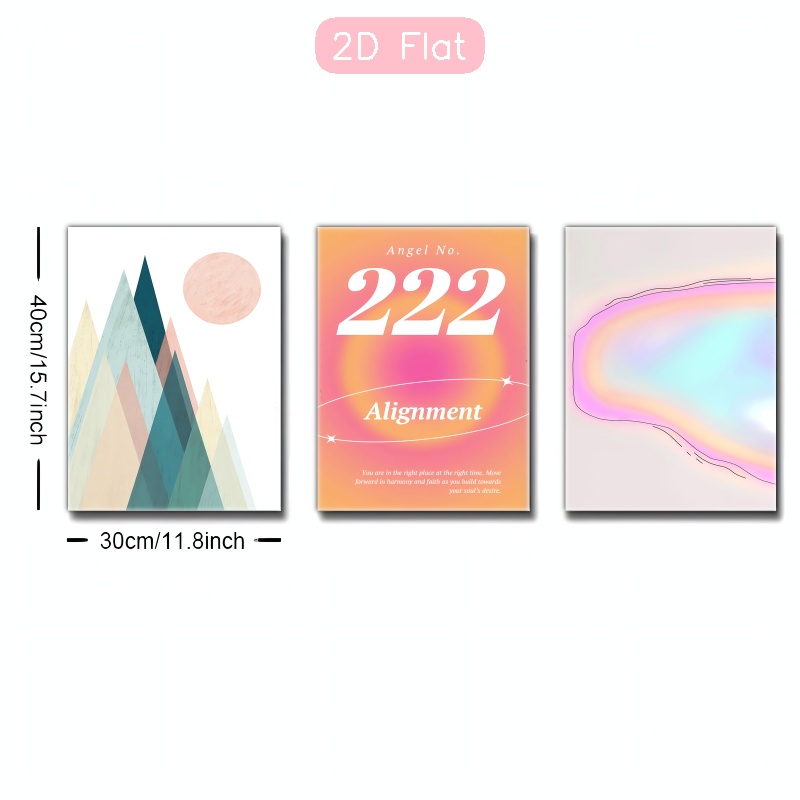 2D Flat
Angel No.
222
Alignment
You are in the right place at the right time. Move
forward in harmony and faith as you build towards
your soul's desire.
40cm/15.7inch
30cm/11.8inch